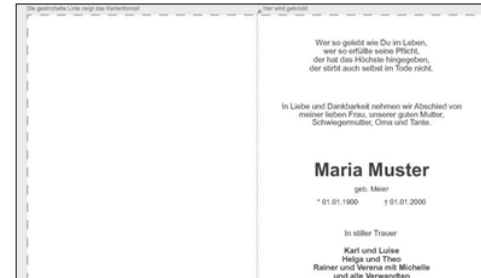 Die gestrichelte Linie zeigt das Kartenformat
hier wird geknickt
Wer so gelebt wie Du im Leben,
wer so erfüllte seine Pflicht,
der hat das Höchste hingegeben,
der stirbt auch selbst im Tode nicht.
In Liebe und Dankbarkeit nehmen wir Abschied von
meiner lieben Frau, unserer guten Mutter,
Schwiegermutter, Oma und Tante.
Maria Muster
geb. Meier
* 01.01.1900 † 01.01.2000
In stiller Trauer
Karl und Luise
Helga und Theo
Rainer und Verena mit Michelle
und alle Verwandten